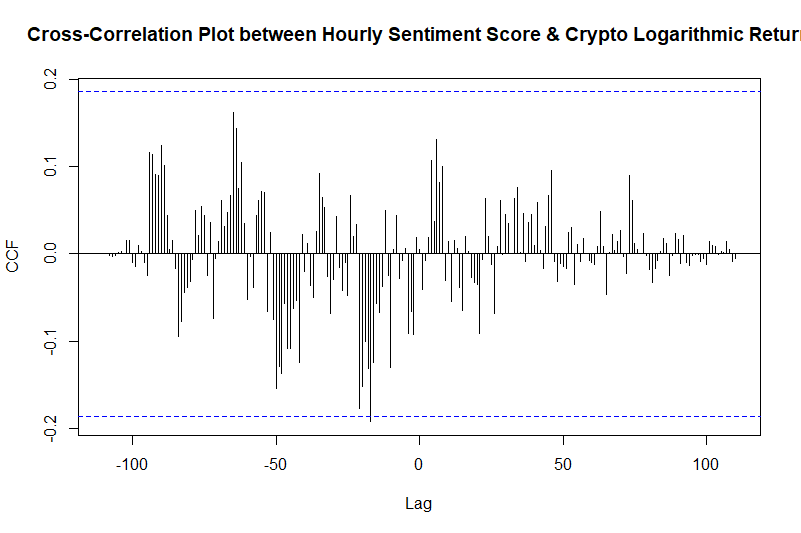 Cross-Correlation Plot between Hourly Sentiment Score & Crypto Logarithmic Retur
0.2
0.1
0.0
-0.1
-0.2
CCF
-100 -50 0 50 100
Lag